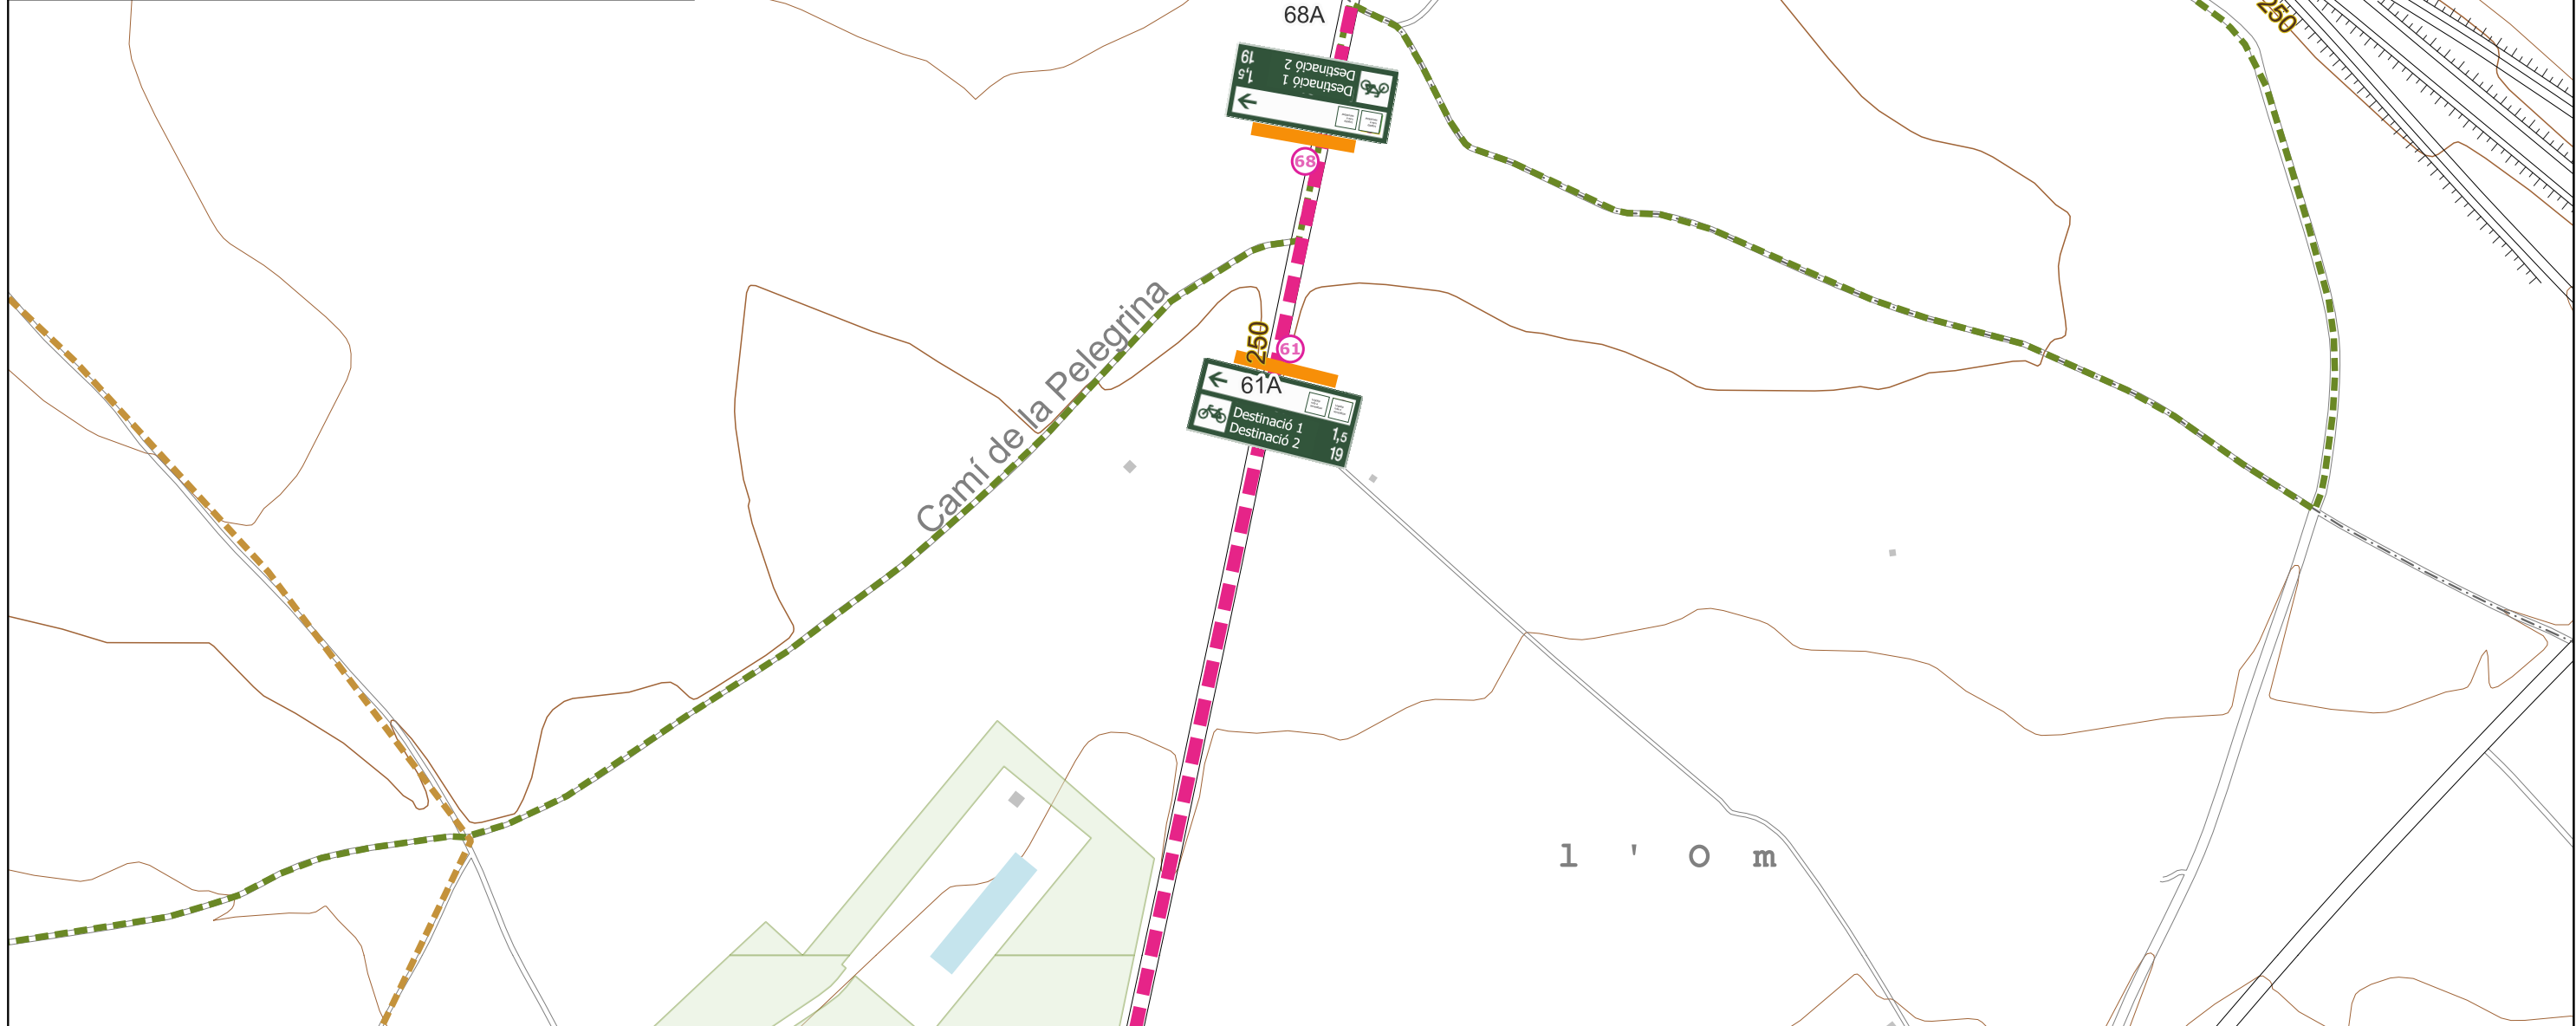 68A
250
Destinació 1 1,5
Destinació 2 19
68
Camí de la Pelegrina
250
61
61A
Destinació 1 1,5
Destinació 2 19
l ' O m